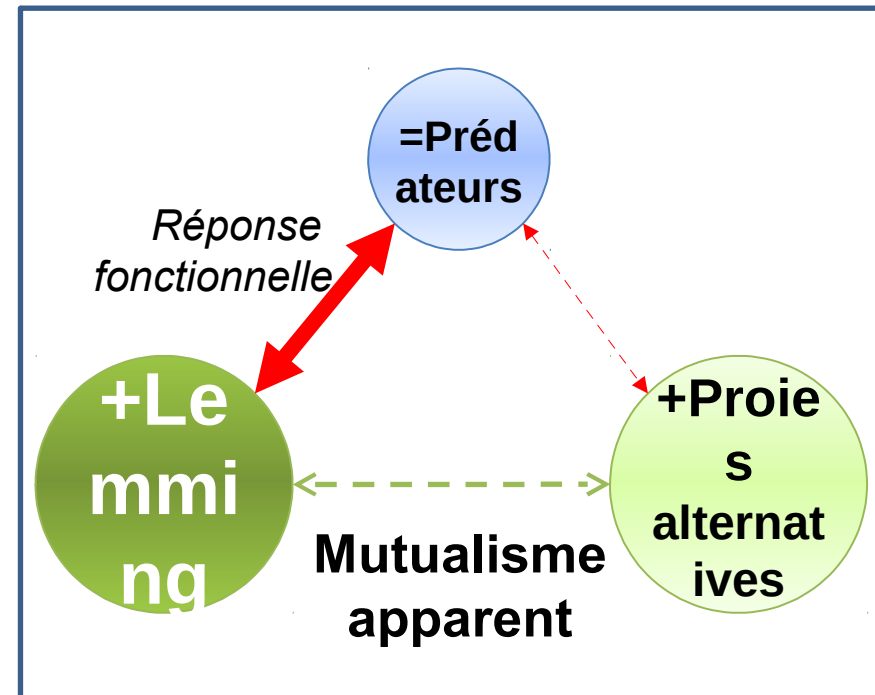 =Préd
ateurs
Réponse
fonctionnelle
+Le
mmi
ng
+Proie
s
alternat
ives
Mutualisme
apparent